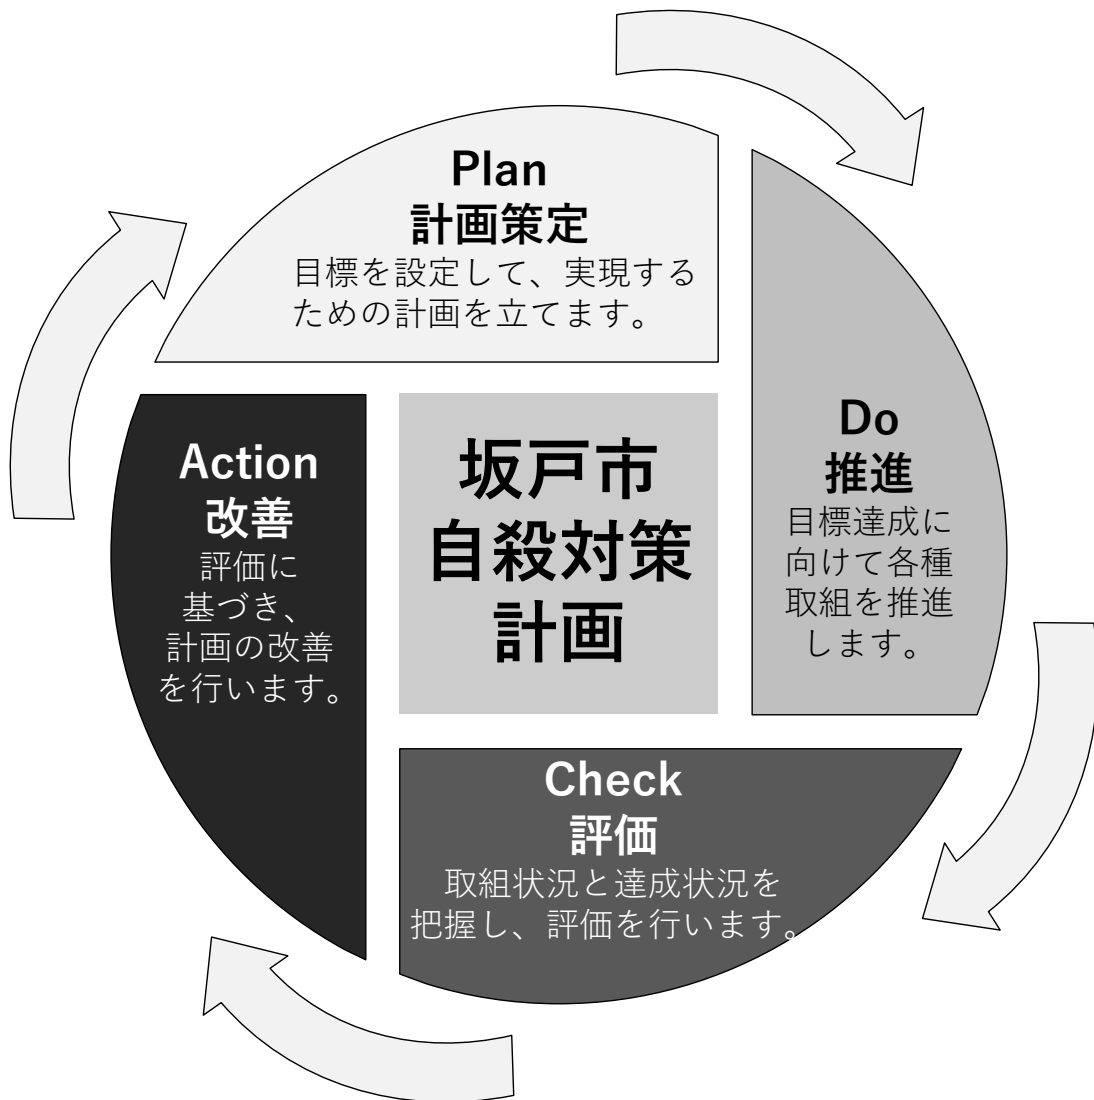 Plan
計画策定
目標を設定して、実現する
ための計画を立てます。
Do
推進
目標達成に
向けて各種
取組を推進
します。
Check
評価
取組状況と達成状況を
把握し、評価を行います。
Action
改善
評価に
基づき、
計画の改善
を行います。
坂戸市
自殺対策
計画